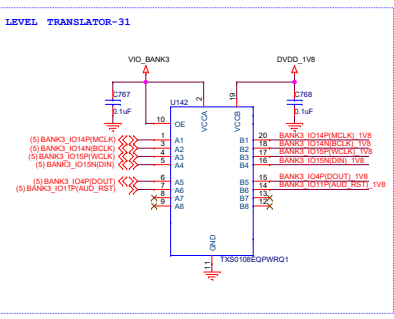 LEVEL TRANSLATOR-31
VIO_BANK3
DVDD_1V8
C767
0.1uF
C768
0.1uF
U142
2
19
VCCA
VCCB
10 OE
(5) BANK3_IO14P(MCLK) 1 A1 B1 20 BANK3_IO14P(MCLK)_1V8
(5) BANK3_IO14N(BCLK) 3 A2 B2 18 BANK3_IO14N(BCLK)_1V8
(5) BANK3_IO15P(WCLK) 4 A3 B3 17 BANK3_IO15P(WCLK)_1V8
(5) BANK3_IO15N(DIN) 5 A4 B4 16 BANK3_IO15N(DIN)_1V8
(5) BANK3_IO4P(DOUT) 6 A5 B5 15 BANK3_IO4P(DOUT)_1V8
(5) BANK3_IO11P(AUD_RST) 7 A6 B6 14 BANK3_IO11P(AUD_RST)_1V8
8 A7 B7 13
9 A8 B8 12
GND
11
TXS0108EQPWRQ1